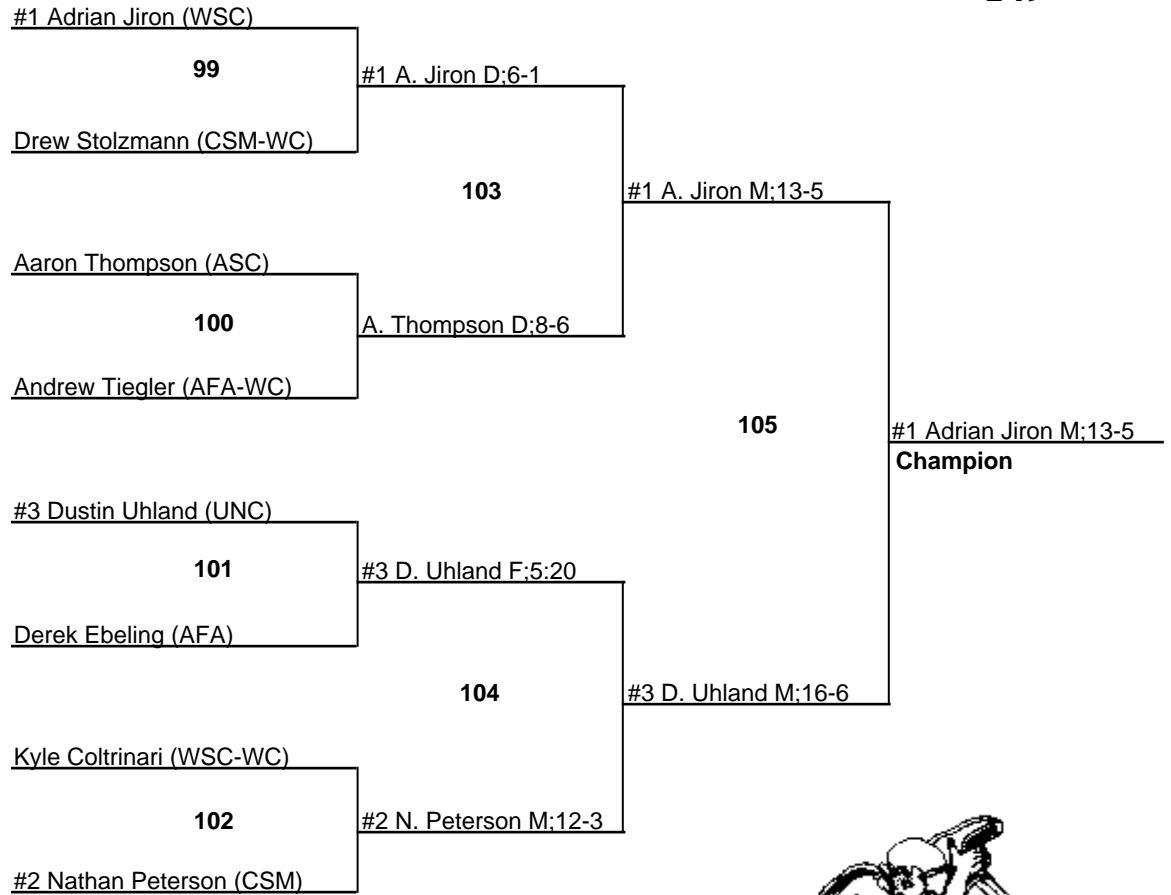 #1 Adrian Jiron (WSC)
99
#1 A. Jiron D;6-1
Drew Stolzmann (CSM-WC)
103
#1 A. Jiron M;13-5
Aaron Thompson (ASC)
100
A. Thompson D;8-6
Andrew Tiegler (AFA-WC)
105
#1 Adrian Jiron M;13-5
Champion
#3 Dustin Uhland (UNC)
101
#3 D. Uhland F;5:20
Derek Ebeling (AFA)
104
#3 D. Uhland M;16-6
Kyle Coltrinari (WSC-WC)
102
#2 N. Peterson M;12-3
#2 Nathan Peterson (CSM)